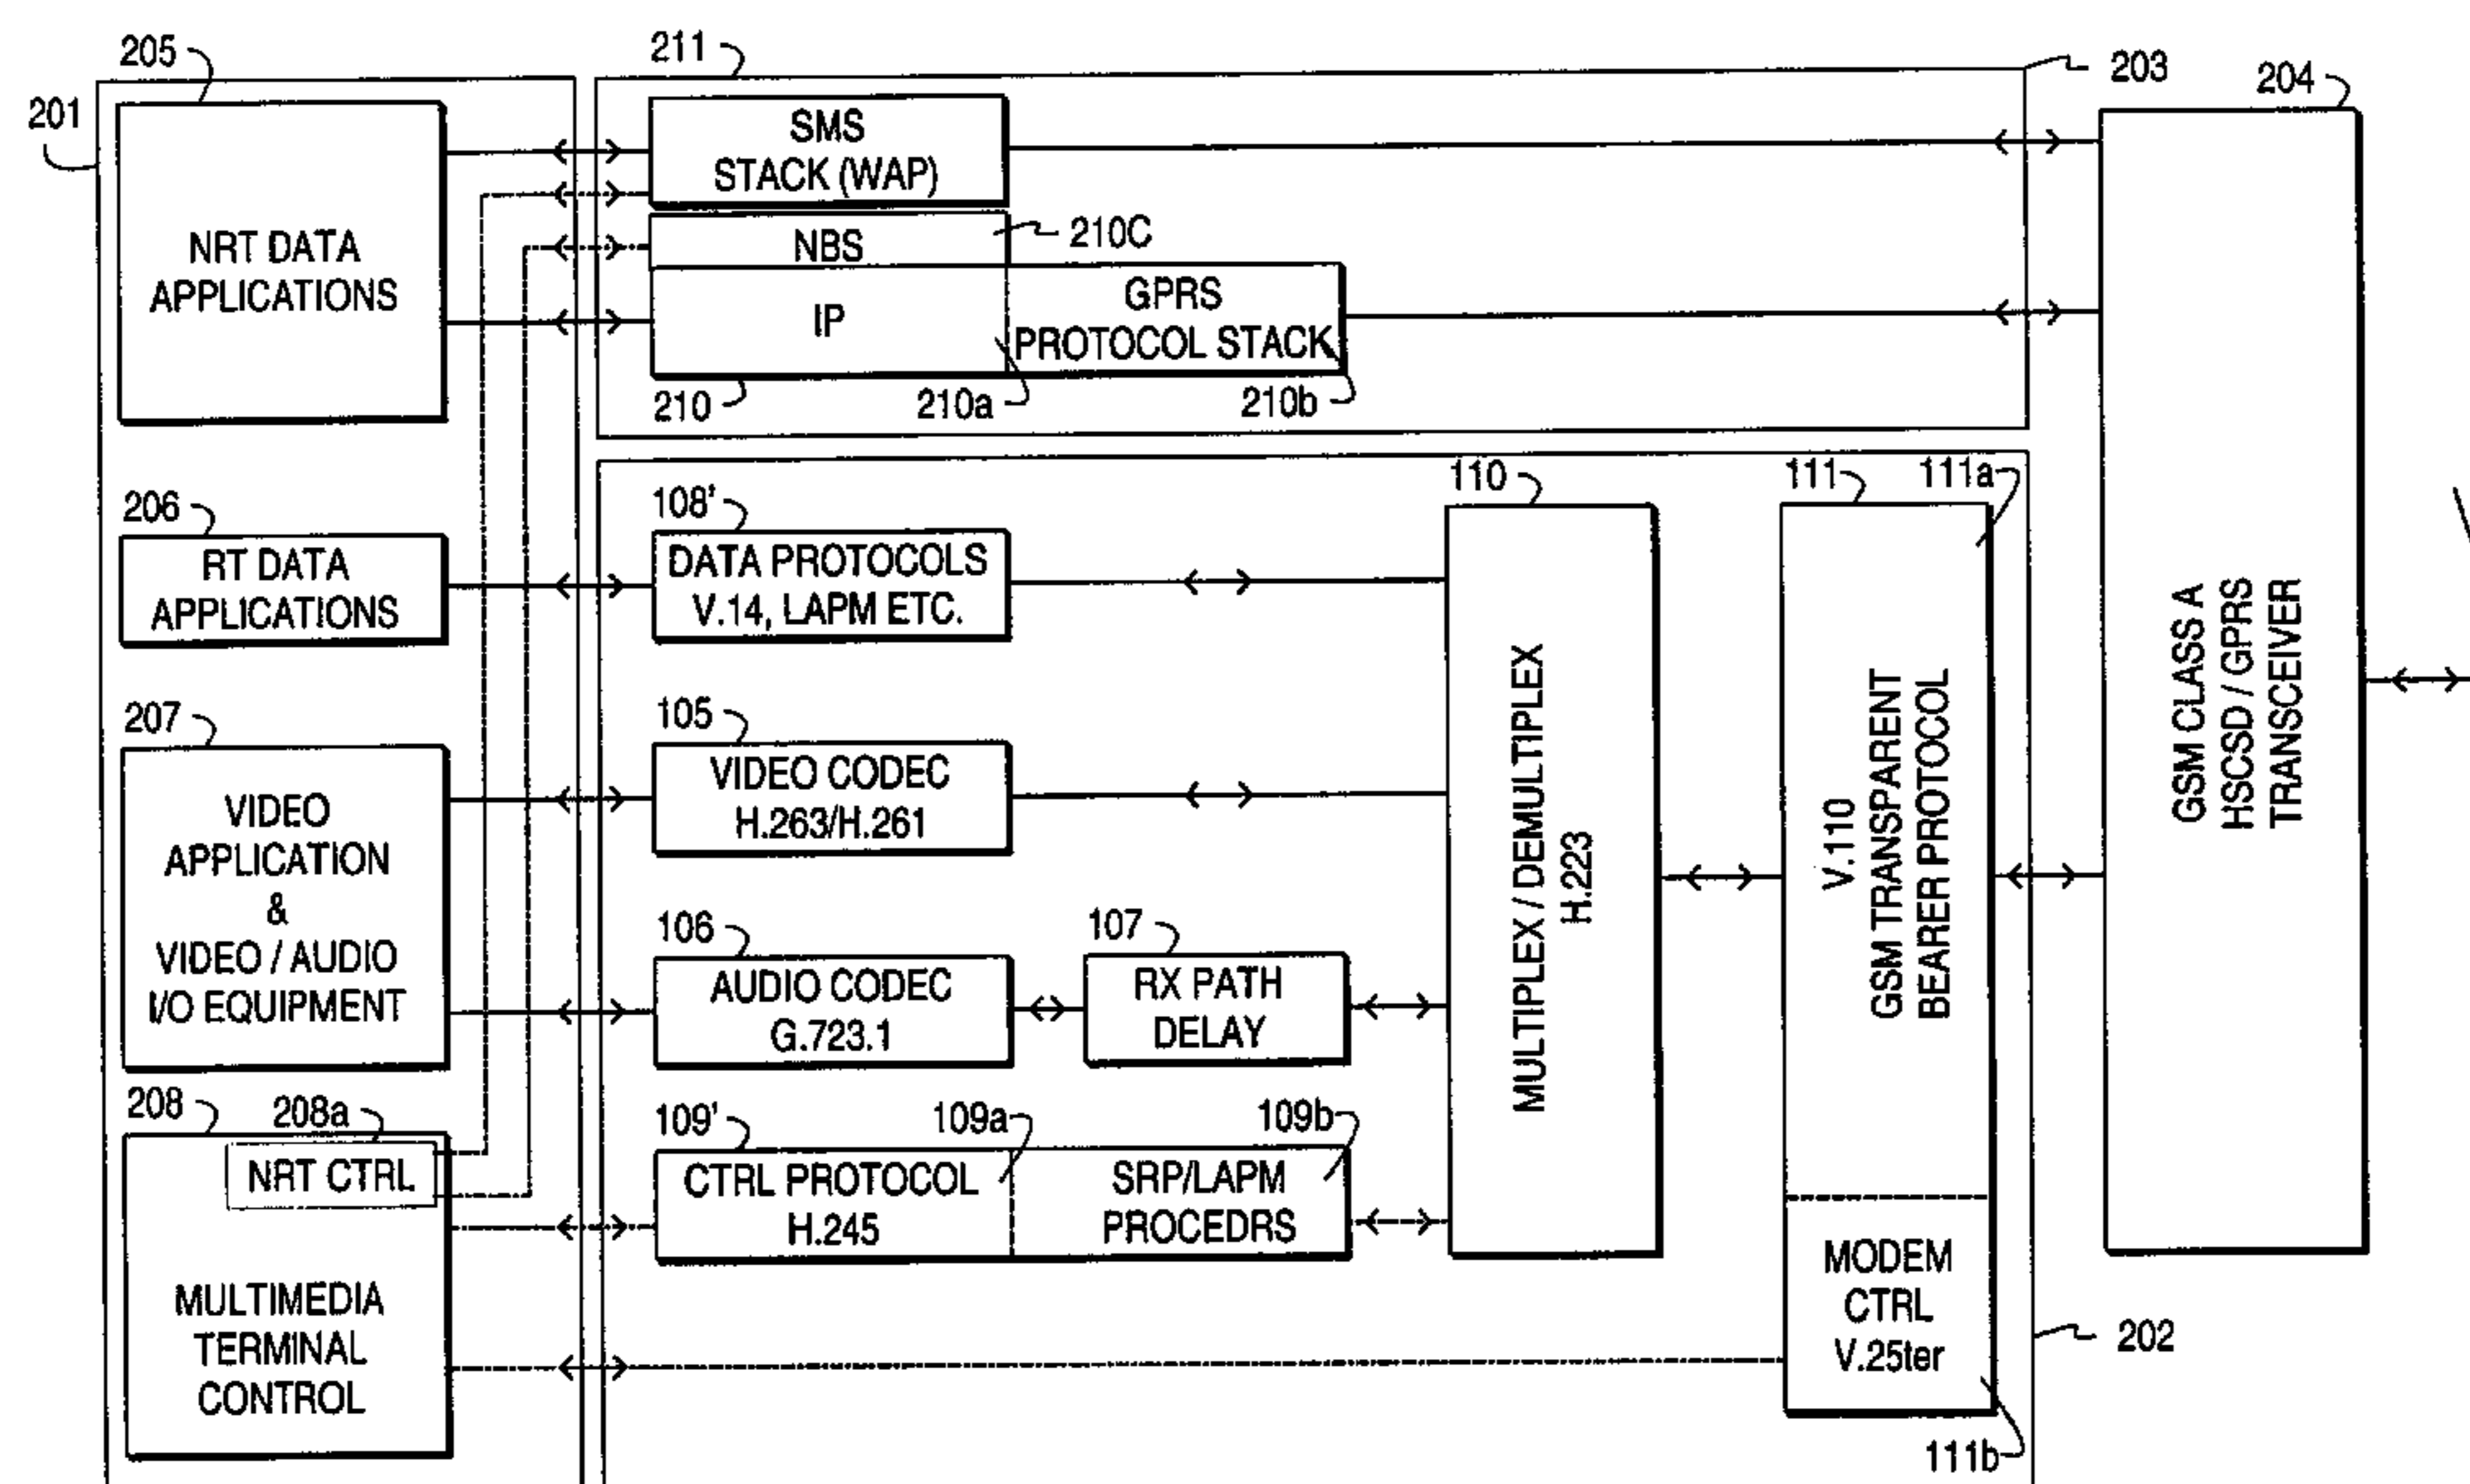 205
211
203
204
201
SMS
STACK (WAP)
NRT DATA
APPLICATIONS
NBS
210C
IP
GPRS
PROTOCOL STACK
210
210a
210b
206
108'
110
111
111a
RT DATA
APPLICATIONS
DATA PROTOCOLS
V.14, LAPM ETC.
207
105
VIDEO
APPLICATION
&
VIDEO / AUDIO
I/O EQUIPMENT
VIDEO CODEC
H.263/H.261
MULTIPLEX / DEMULTIPLEX
H.223
V.110
GSM TRANSPARENT
BEARER PROTOCOL
GSM CLASS A
HSCSD / GPRS
TRANSCEIVER
106
107
AUDIO CODEC
G.723.1
RX PATH
DELAY
208
208a
109'
109a
109b
NRT CTRL
CTRL PROTOCOL
H.245
SRP/LAPM
PROCEDRS
MULTIMEDIA
TERMINAL
CONTROL
MODEM
CTRL
V.25ter
202
111b